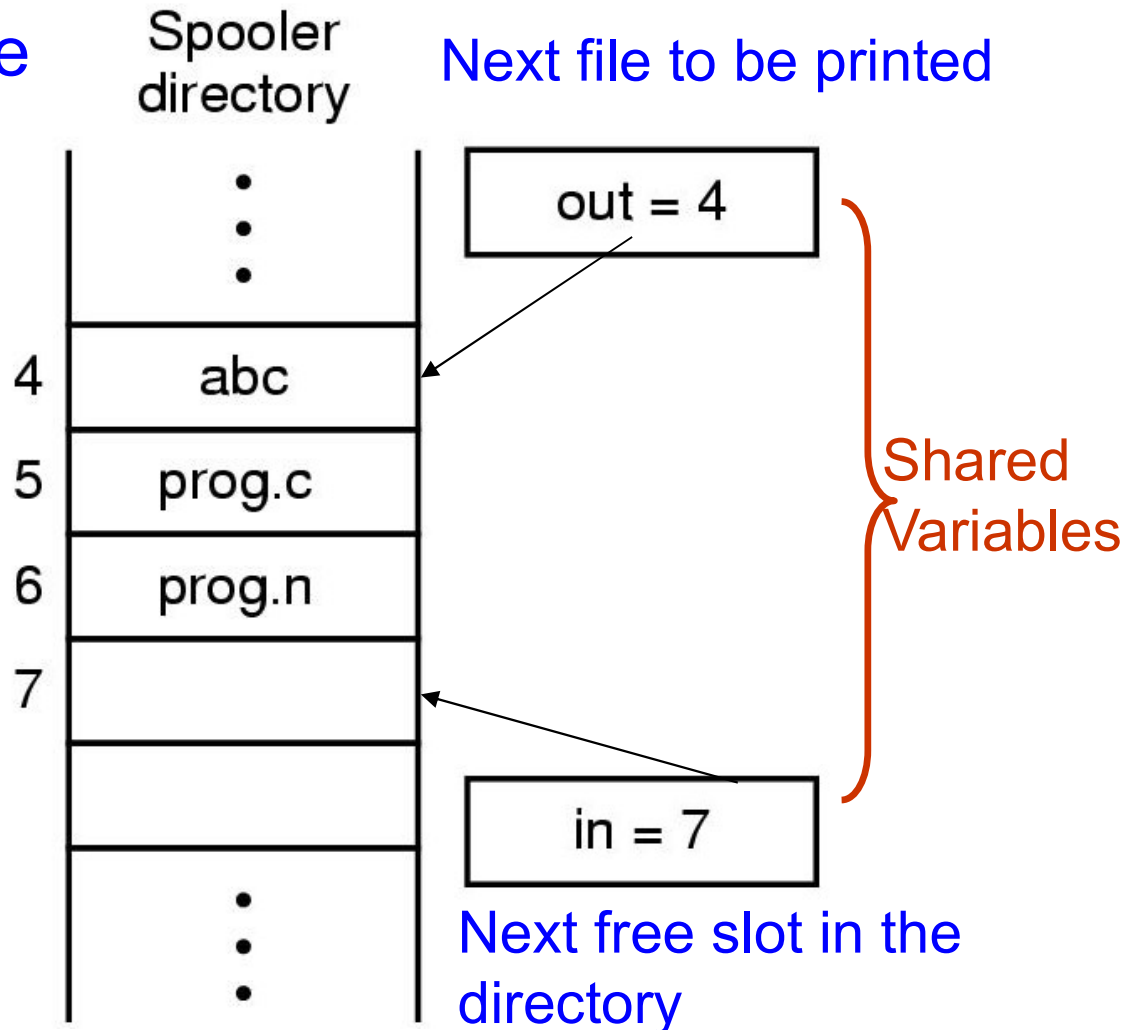 e
Spooler
directory
Next file to be printed
out = 4
4 abc
5 prog.c
6 prog.n
7
Shared
Variables
in = 7
Next free slot in the
directory